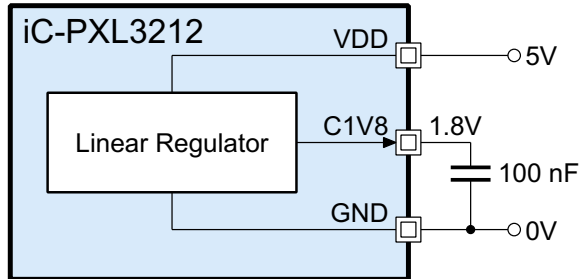 iC-PXL3212
VDD
5V
Linear Regulator
C1V8
1.8V
100 nF
GND
0V